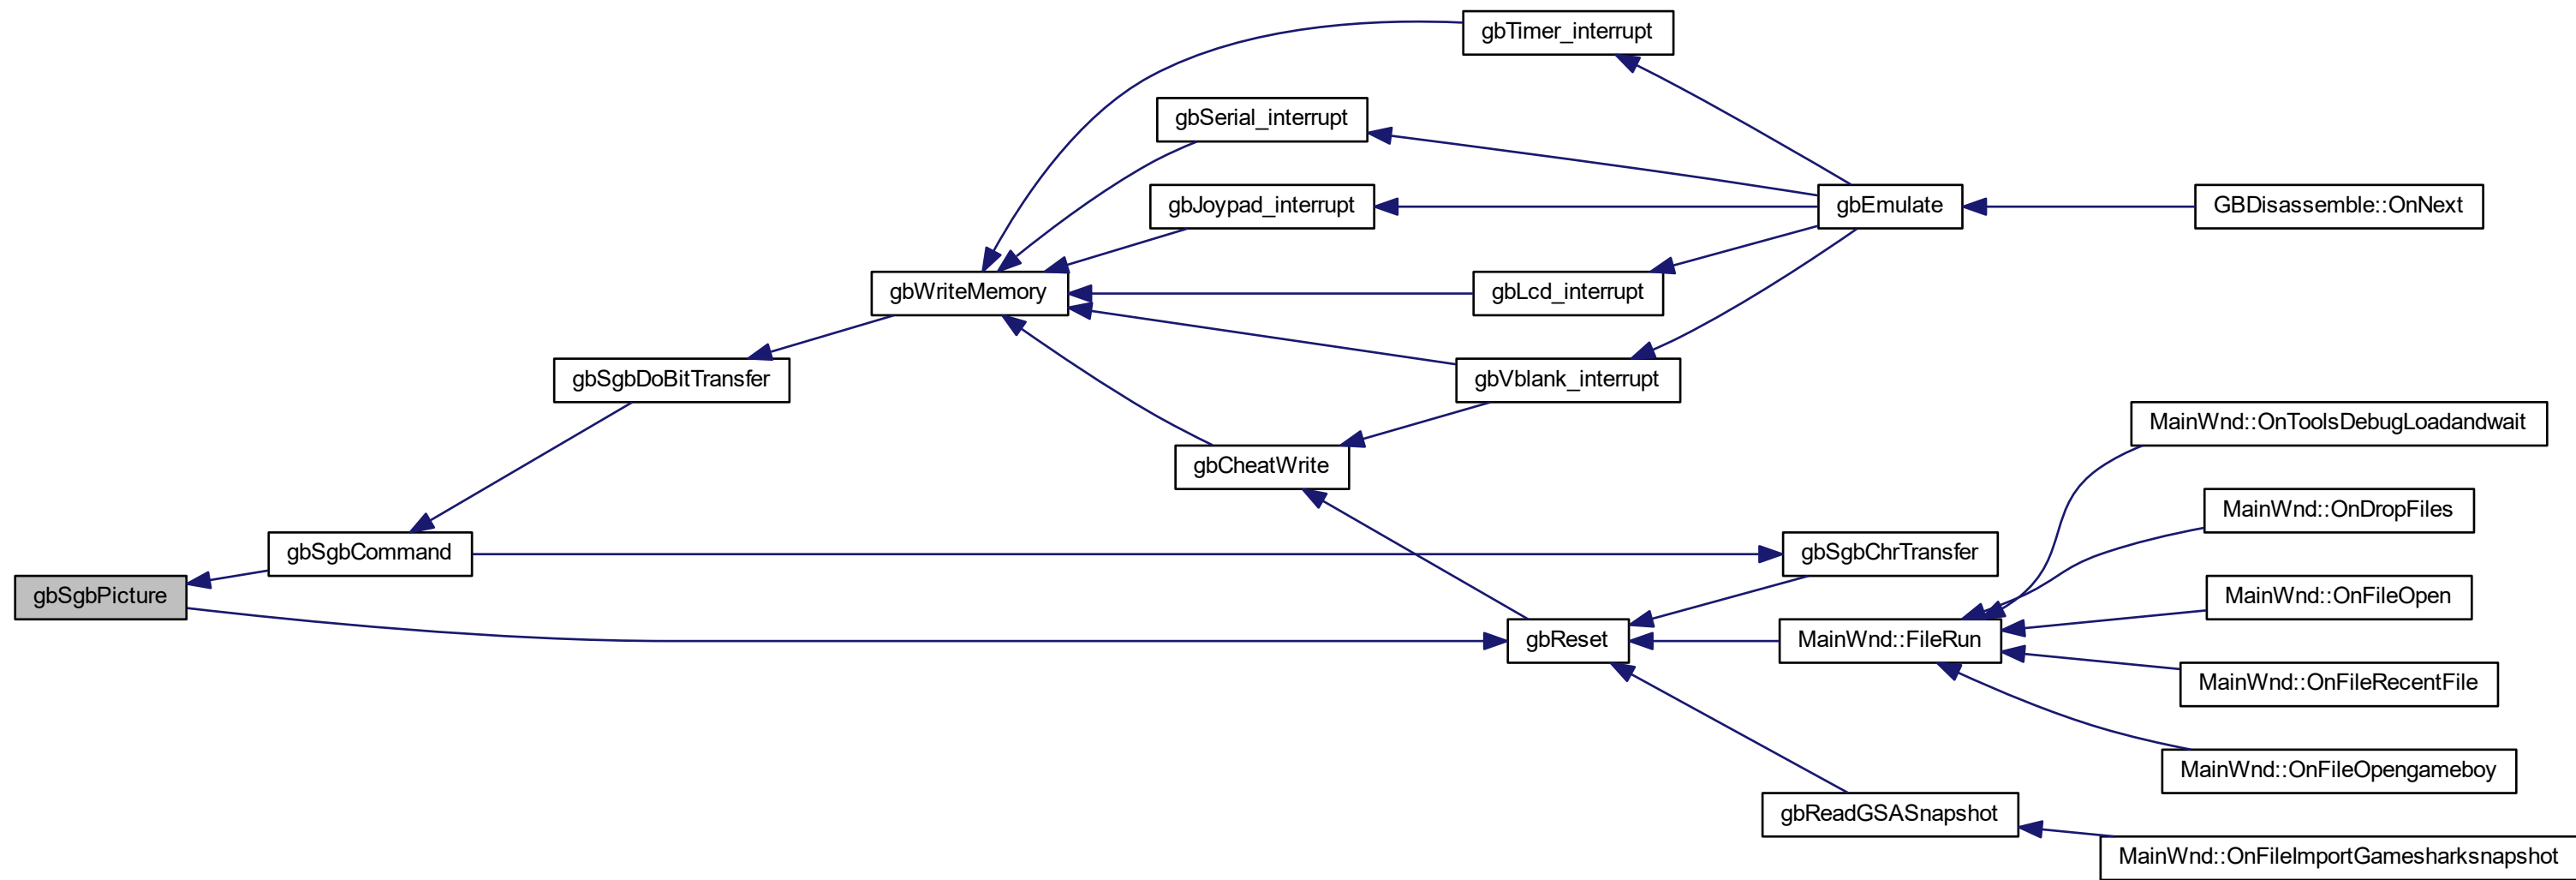 gbTimer_interrupt
gbSerial_interrupt
gbJoypad_interrupt
gbEmulate
GBDisassemble::OnNext
gbWriteMemory
gbLcd_interrupt
gbSgbDoBitTransfer
gbVblank_interrupt
MainWnd::OnToolsDebugLoadandwait
gbCheatWrite
MainWnd::OnDropFiles
gbSgbCommand
gbSgbChrTransfer
gbSgbPicture
MainWnd::OnFileOpen
gbReset
MainWnd::FileRun
MainWnd::OnFileRecentFile
MainWnd::OnFileOpengameboy
gbReadGSASnapshot
MainWnd::OnFileImportGamesharksnapshot